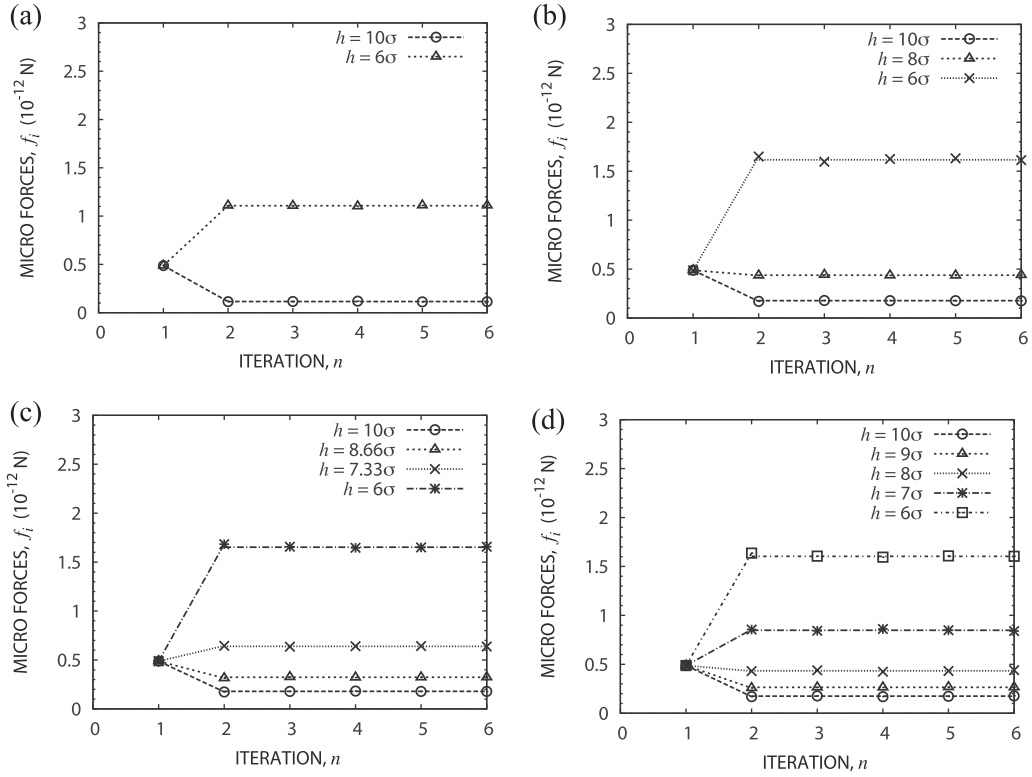 (a)
3
2.5
2
1.5
1
0.5
0
MICRO FORCES, fᵢ (10⁻¹² N)
h = 10σ
h = 6σ
0 1 2 3 4 5 6
ITERATION, n
(b)
3
2.5
2
1.5
1
0.5
0
MICRO FORCES, fᵢ (10⁻¹² N)
h = 10σ
h = 8σ
h = 6σ
0 1 2 3 4 5 6
ITERATION, n
(c)
3
2.5
2
1.5
1
0.5
0
MICRO FORCES, fᵢ (10⁻¹² N)
h = 10σ
h = 8.66σ
h = 7.33σ
h = 6σ
0 1 2 3 4 5 6
ITERATION, n
(d)
3
2.5
2
1.5
1
0.5
0
MICRO FORCES, fᵢ (10⁻¹² N)
h = 10σ
h = 9σ
h = 8σ
h = 7σ
h = 6σ
0 1 2 3 4 5 6
ITERATION, n